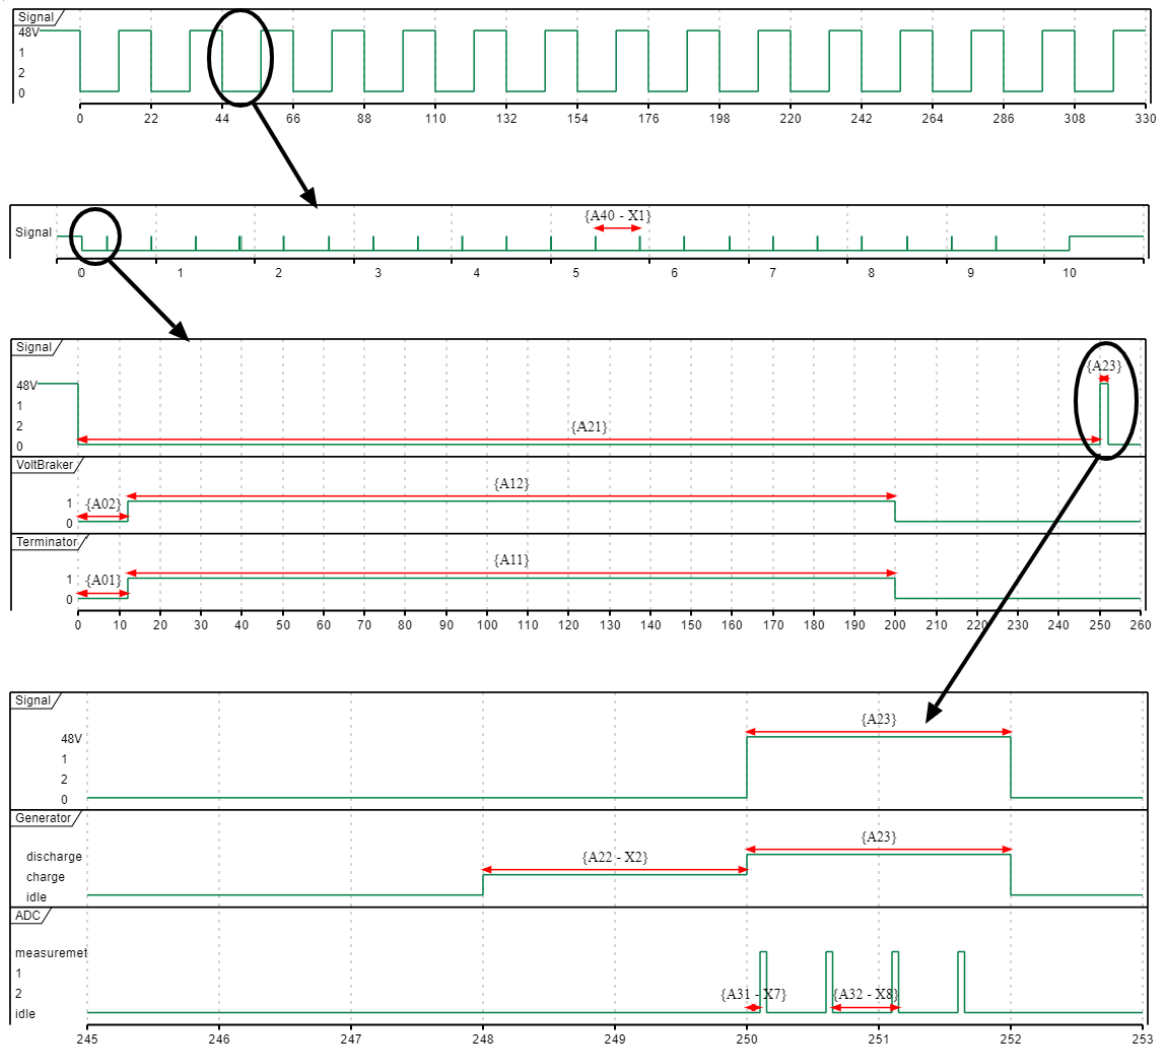 Signal
48V
1
2
0
0 22 44 66 88 110 132 154 176 198 220 242 264 286 308 330
{A40 - X1}
Signal
0 1 2 3 4 5 6 7 8 9 10
Signal
{A23}
48V
1
2
{A21}
0
VoltBraker
{A12}
1 {A02}
0
Terminator
{A11}
1 {A01}
0
0 10 20 30 40 50 60 70 80 90 100 110 120 130 140 150 160 170 180 190 200 210 220 230 240 250 260
Signal
{A23}
48V
1
2
0
Generator
{A23}
discharge
{A22 - X2}
charge
idle
ADC
measuremet
1
2
{A31 - X7} {A32 - X8}
idle
245 246 247 248 249 250 251 252 253